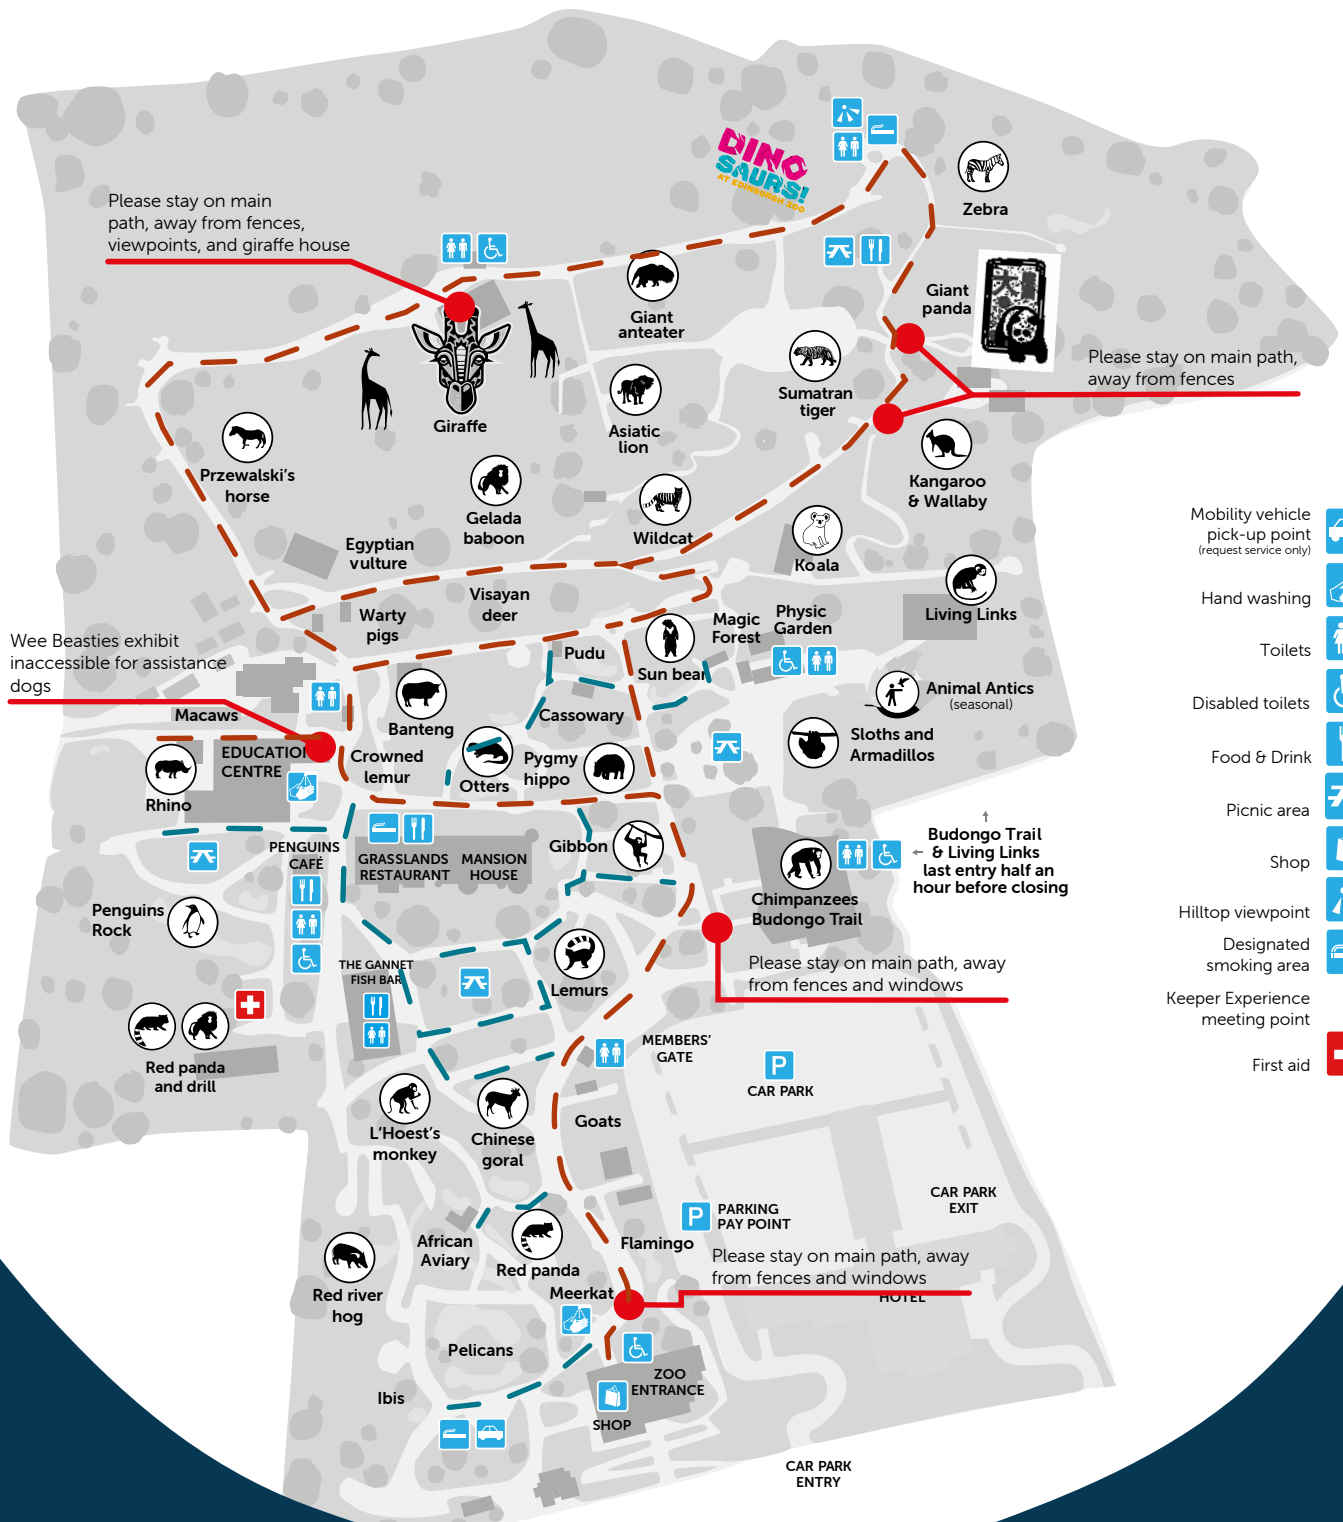 DINO
SAURS!
AT EDINBURGH ZOO
Zebra
Please stay on main
path, away from fences,
viewpoints, and giraffe house
Giant
panda
Giant
anteater
Please stay on main path,
away from fences
Sumatran
tiger
Giraffe
Asiatic
lion
Przewalski's
horse
Kangaroo
& Wallaby
Gelada
baboon
Wildcat
Egyptian
vulture
Koala
Mobility vehicle
pick-up point
(request service only)
Hand washing
Toilets
Disabled toilets
Food & Drink
Picnic area
Shop
Hilltop viewpoint
Designated
smoking area
Keeper Experience
meeting point
First aid
Visayan
deer
Warty
pigs
Living Links
Magic
Forest
Physic
Garden
Wee Beasties exhibit
inaccessible for assistance
dogs
Pudu
Sun bear
Animal Antics
(seasonal)
Macaws
Banteng
Cassowary
Sloths and
Armadillos
EDUCATION
CENTRE
Crowned
lemur
Otters
Pygmy
hippo
Rhino
PENGUINS
CAFÉ
GRASSLANDS
RESTAURANT
MANSION
HOUSE
Gibbon
Budongo Trail
& Living Links
last entry half an
hour before closing
Chimpanzees
Budongo Trail
Penguins
Rock
THE GANNET
FISH BAR
Lemurs
Please stay on main path, away
from fences and windows
Red panda
and drill
MEMBERS'
GATE
P
CAR PARK
L'Hoest's
monkey
Chinese
goral
Goats
CAR PARK
EXIT
P
PARKING
PAY POINT
African
Aviary
Red panda
Flamingo
Please stay on main path, away
from fences and windows
HOTEL
Red river
hog
Meerkat
Pelicans
Ibis
ZOO
ENTRANCE
SHOP
CAR PARK
ENTRY